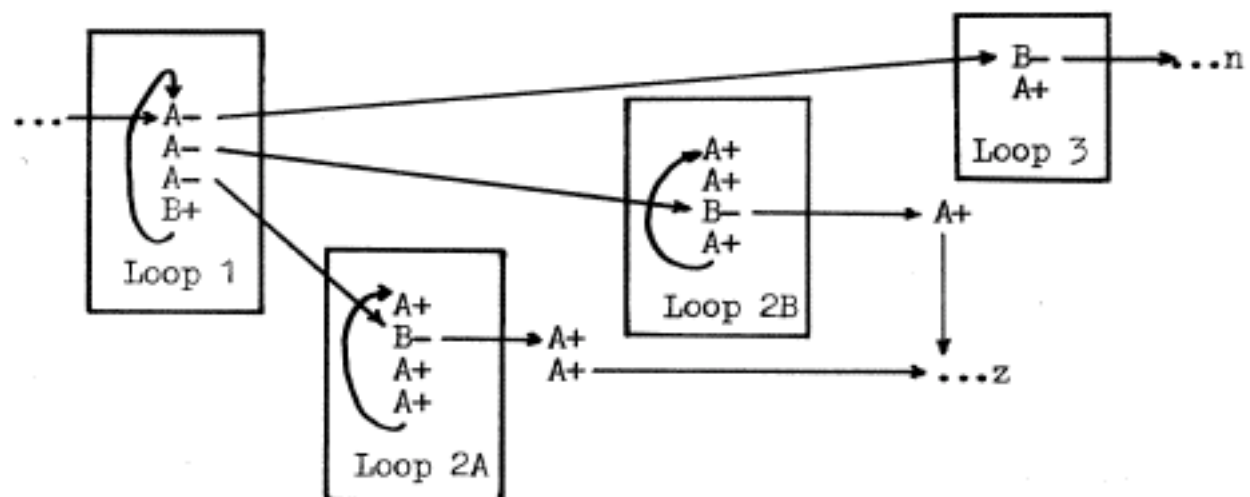 ... A-
A-
A-
B+
Loop 1
A+
B-
A+
A+
Loop 2A
A+
A+
A+
A+
B-
A+
Loop 2B
A+
...z
B-
A+
Loop 3
...n